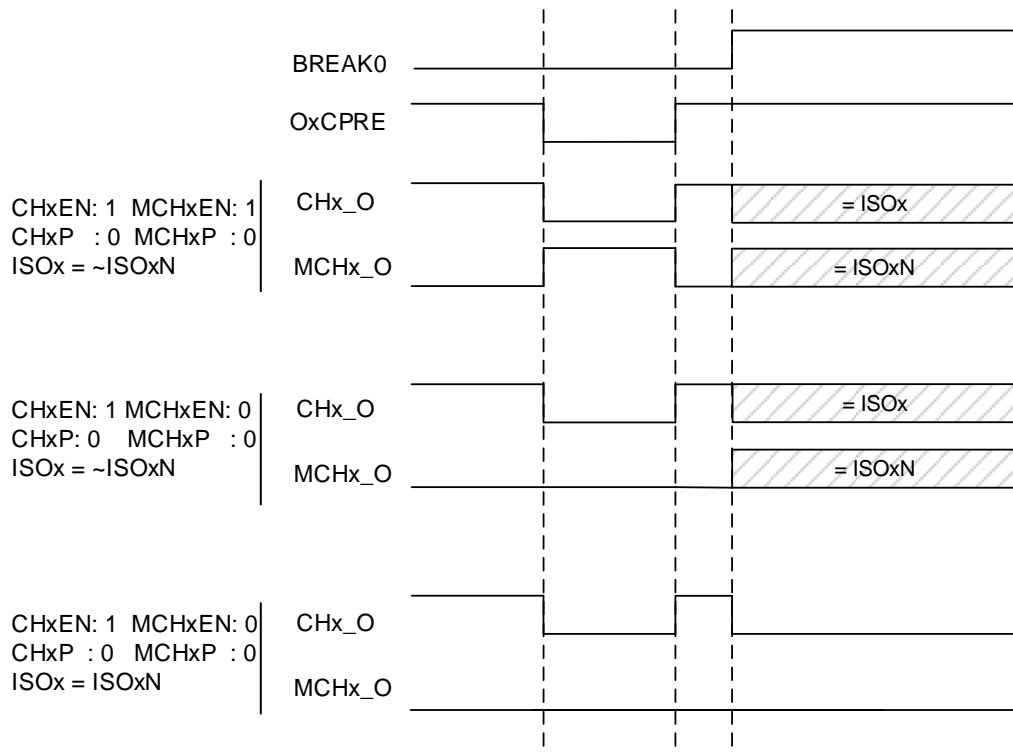 BREAK0
OxCPRE
CHxEN: 1 MCHxEN: 1
CHxP : 0 MCHxP : 0
ISOx = ~ISOxN
CHx_O
= ISOx
MCHx_O
= ISOxN
CHxEN: 1 MCHxEN: 0
CHxP: 0 MCHxP : 0
ISOx = ~ISOxN
CHx_O
= ISOx
MCHx_O
= ISOxN
CHxEN: 1 MCHxEN: 0
CHxP : 0 MCHxP : 0
ISOx = ISOxN
CHx_O
MCHx_O